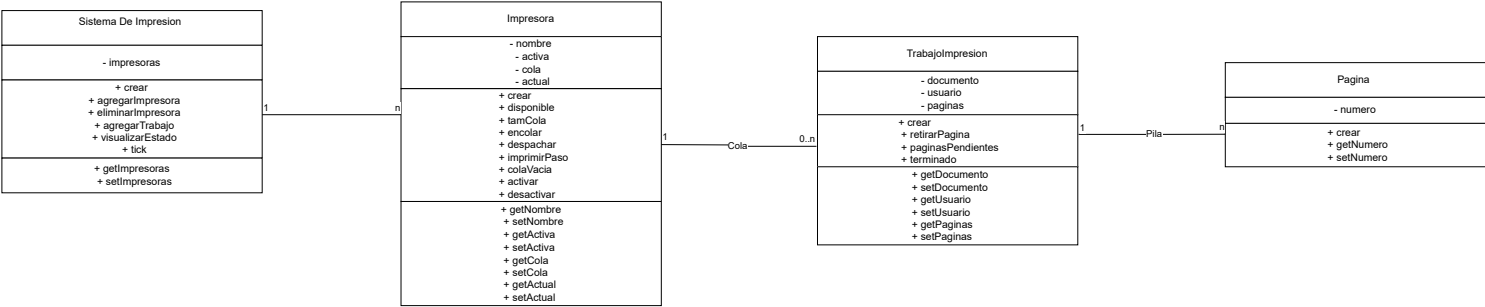 Sistema De Impresion
- impresoras
+ crear
+ agregarImpresora
+ eliminarImpresora
+ agregarTrabajo
+ visualizarEstado
+ tick
+ getImpresoras
+ setImpresoras
1
n
Impresora
- nombre
- activa
- cola
- actual
+ crear
+ disponible
+ tamCola
+ encolar
+ despachar
+ imprimirPaso
+ colaVacia
+ activar
+ desactivar
+ getNombre
+ setNombre
+ getActiva
+ setActiva
+ getCola
+ setCola
+ getActual
+ setActual
1
Cola
0..n
TrabajoImpresion
- documento
- usuario
- paginas
+ crear
+ retirarPagina
+ paginasPendientes
+ terminado
+ getDocumento
+ setDocumento
+ getUsuario
+ setUsuario
+ getPaginas
+ setPaginas
1
Pila
n
Pagina
- numero
+ crear
+ getNumero
+ setNumero